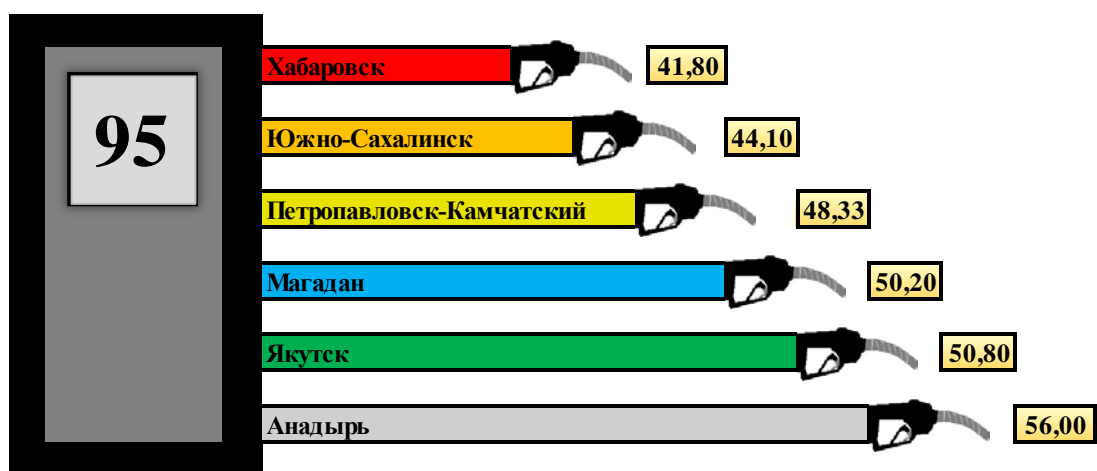 95
Хабаровск 41,80
Южно-Сахалинск 44,10
Петропавловск-Камчатский 48,33
Магадан 50,20
Якутск 50,80
Анадырь 56,00